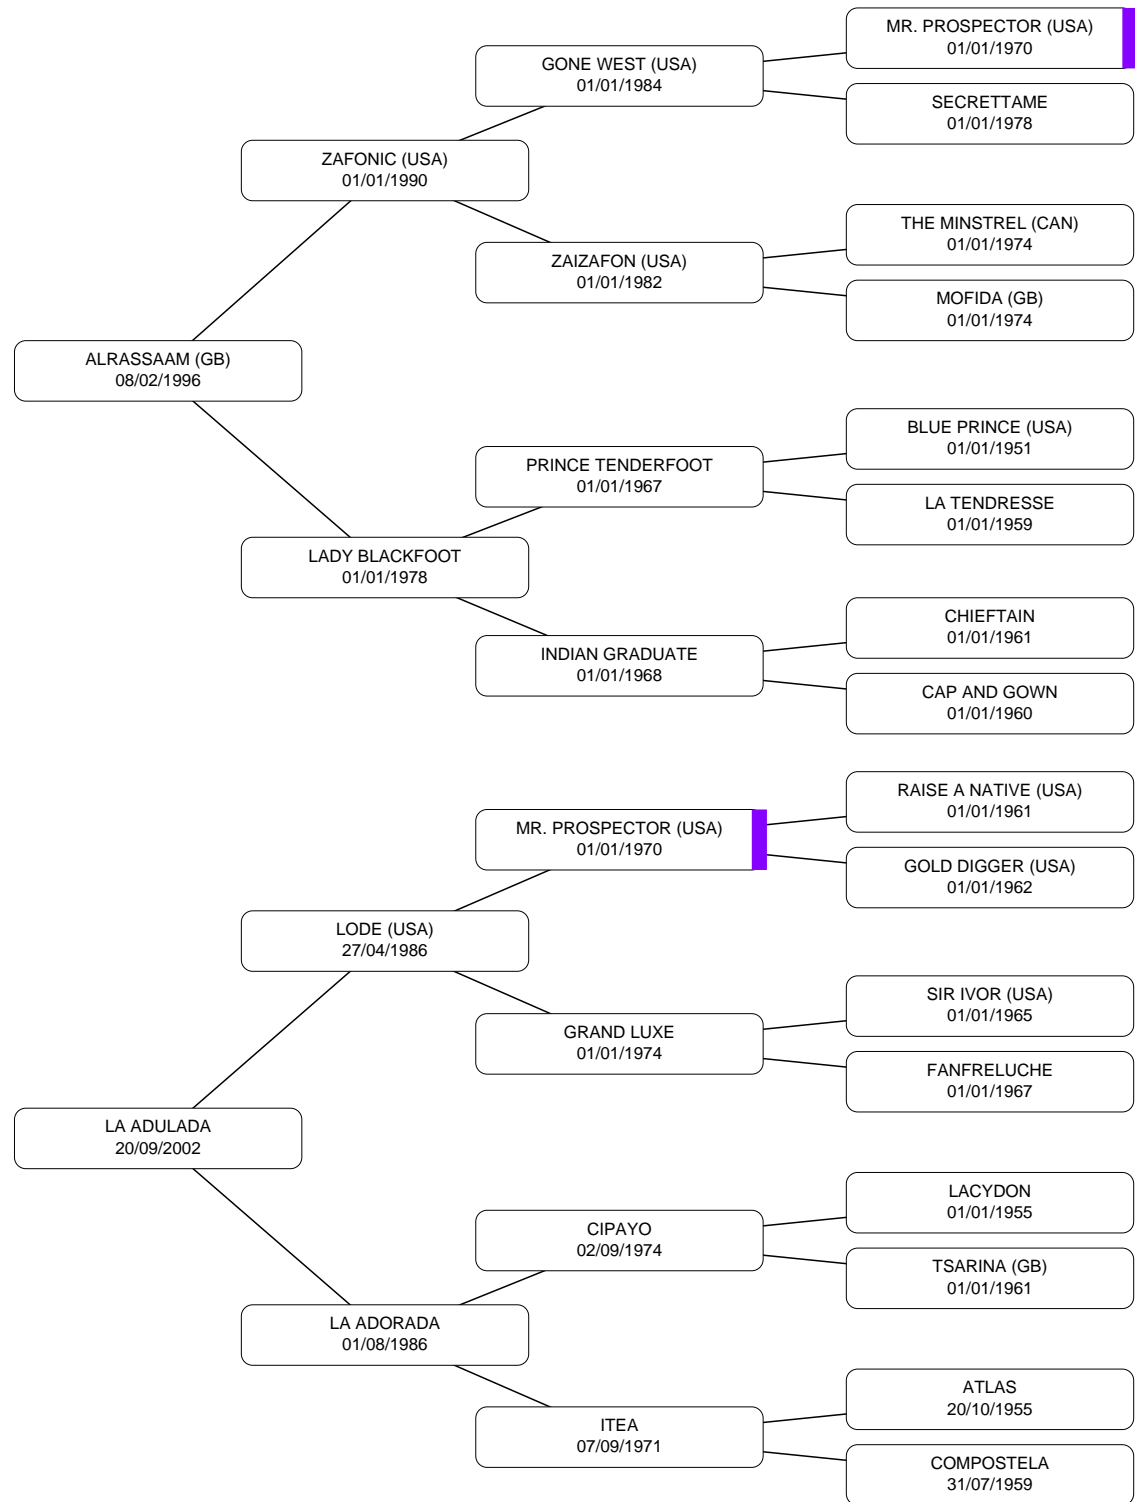 MR. PROSPECTOR (USA)
01/01/1970
GONE WEST (USA)
01/01/1984
SECRETTAME
01/01/1978
ZAFONIC (USA)
01/01/1990
THE MINSTREL (CAN)
01/01/1974
ZAIZAFON (USA)
01/01/1982
MOFIDA (GB)
01/01/1974
ALRASSAAM (GB)
08/02/1996
BLUE PRINCE (USA)
01/01/1951
PRINCE TENDERFOOT
01/01/1967
LA TENDRESSE
01/01/1959
LADY BLACKFOOT
01/01/1978
CHIEFTAIN
01/01/1961
INDIAN GRADUATE
01/01/1968
CAP AND GOWN
01/01/1960
RAISE A NATIVE (USA)
01/01/1961
MR. PROSPECTOR (USA)
01/01/1970
GOLD DIGGER (USA)
01/01/1962
LODE (USA)
27/04/1986
SIR IVOR (USA)
01/01/1965
GRAND LUXE
01/01/1974
FANFRELUCHE
01/01/1967
LA ADULADA
20/09/2002
LACYDON
01/01/1955
CIPAYO
02/09/1974
TSARINA (GB)
01/01/1961
LA ADORADA
01/08/1986
ATLAS
20/10/1955
ITEA
07/09/1971
COMPOSTELA
31/07/1959